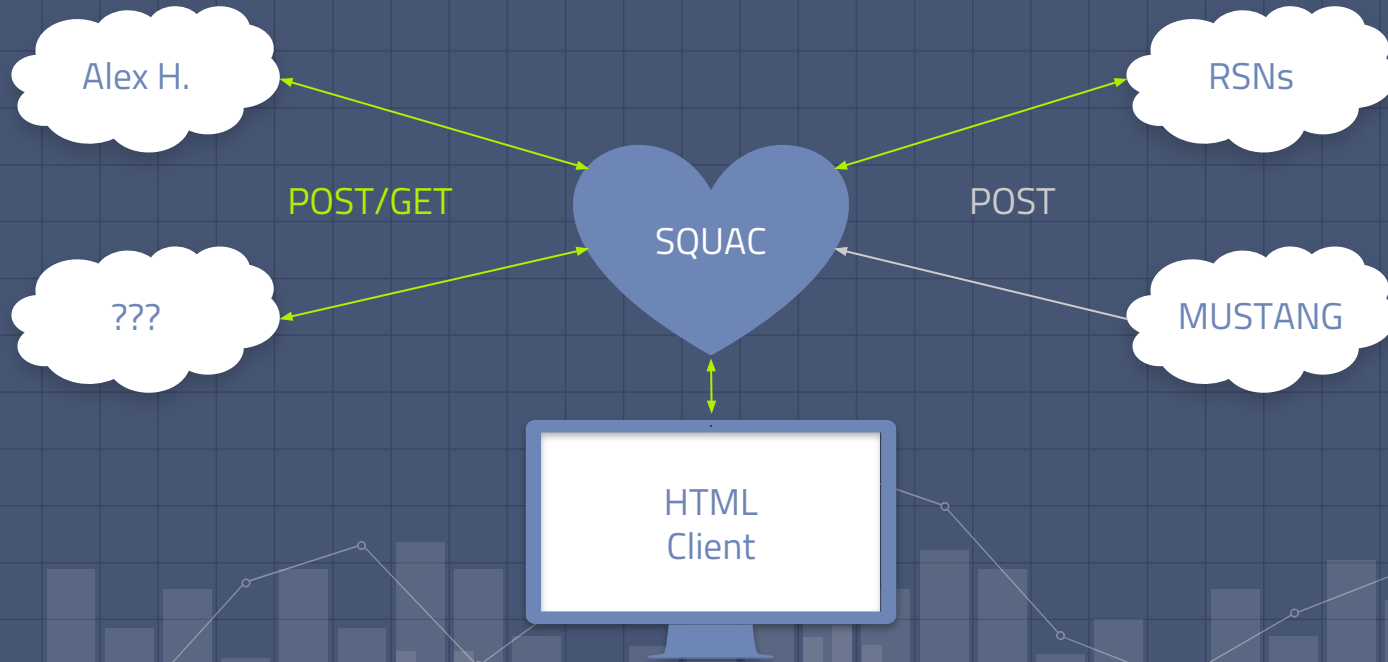 Alex H.
RSNs
POST/GET
POST
SQUAC
???
MUSTANG
HTML
Client